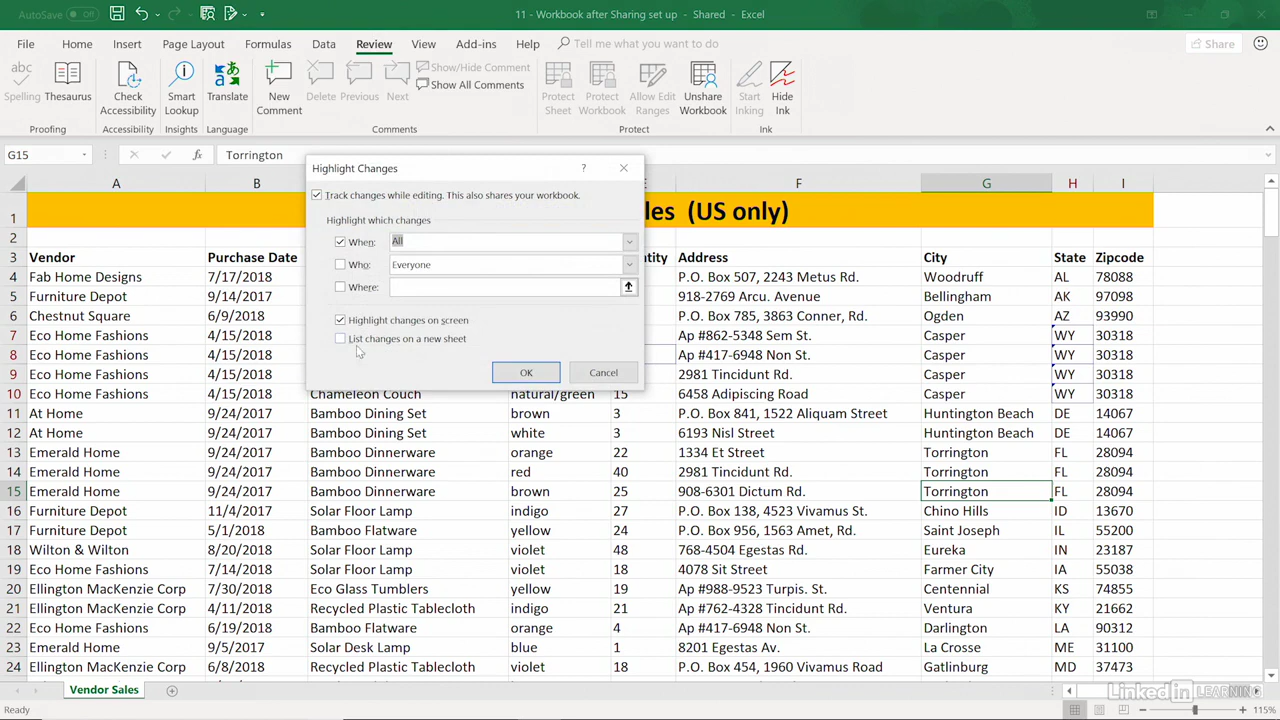 AutoSave Off 11 - Workbook after Sharing set up - Shared - Excel
File Home Insert Page Layout Formulas Data Review View Add-ins Help Tell me what you want to do Share
abc Spelling Thesaurus Check Accessibility Smart Lookup Translate New Comment Delete Previous Next Show/Hide Comment Show All Comments Protect Sheet Protect Workbook Allow Edit Ranges Unshare Workbook Start Inking Hide Ink
Proofing Accessibility Insights Language Comments Protect Ink
G15 fx Torrington
Highlight Changes ?
Track changes while editing. This also shares your workbook.
Highlight which changes
When: All
Who: Everyone
Where:
Highlight changes on screen
List changes on a new sheet
OK Cancel
A B E F G H I
1 les (US only)
2
3 Vendor Purchase Date ntity Address City State Zipcode
4 Fab Home Designs 7/17/2018 P.O. Box 507, 2243 Metus Rd. Woodruff AL 78088
5 Furniture Depot 9/14/2017 918-2769 Arcu. Avenue Bellingham AK 97098
6 Chestnut Square 6/9/2018 P.O. Box 785, 3863 Conner, Rd. Ogden AZ 93990
7 Eco Home Fashions 4/15/2018 Ap #862-5348 Sem St. Casper WY 30318
8 Eco Home Fashions 4/15/2018 Ap #417-6948 Non St. Casper WY 30318
9 Eco Home Fashions 4/15/2018 2981 Tincidunt Rd. Casper WY 30318
10 Eco Home Fashions 4/15/2018 Chameleon Couch natural/green 15 6458 Adipiscing Road Casper WY 30318
11 At Home 9/24/2017 Bamboo Dining Set brown 3 P.O. Box 841, 1522 Aliquam Street Huntington Beach DE 14067
12 At Home 9/24/2017 Bamboo Dining Set white 3 6193 Nisl Street Huntington Beach DE 14067
13 Emerald Home 9/24/2017 Bamboo Dinnerware orange 22 1334 Et Street Torrington FL 28094
14 Emerald Home 9/24/2017 Bamboo Dinnerware red 40 2981 Tincidunt Rd. Torrington FL 28094
15 Emerald Home 9/24/2017 Bamboo Dinnerware brown 25 908-6301 Dictum Rd. Torrington FL 28094
16 Furniture Depot 11/4/2017 Solar Floor Lamp indigo 27 P.O. Box 138, 4523 Vivamus St. Chino Hills ID 13670
17 Furniture Depot 5/1/2018 Bamboo Flatware yellow 24 P.O. Box 956, 1563 Amet, Rd. Saint Joseph IL 55200
18 Wilton & Wilton 8/20/2018 Solar Floor Lamp violet 48 768-4504 Egestas Rd. Eureka IN 23187
19 Eco Home Fashions 7/14/2018 Solar Floor Lamp violet 18 4078 Sit Street Farmer City IA 55038
20 Ellington MacKenzie Corp 7/30/2018 Eco Glass Tumblers yellow 19 Ap #988-9523 Turpis. St. Centennial KS 74855
21 Ellington MacKenzie Corp 4/11/2018 Recycled Plastic Tablecloth indigo 21 Ap #762-4328 Tincidunt Rd. Ventura KY 21662
22 Eco Home Fashions 6/19/2018 Bamboo Flatware orange 4 Ap #417-6948 Non St. Darlington LA 90312
23 Emerald Home 9/5/2017 Solar Desk Lamp blue 1 8201 Egestas Av. La Crosse ME 31100
24 Ellington MacKenzie Corp 6/8/2018 Recycled Plastic Tablecloth violet 18 P.O. Box 454, 1960 Vivamus Road Gatlinburg MD 37473
Vendor Sales
Linked in LEARNING
Ready 115%